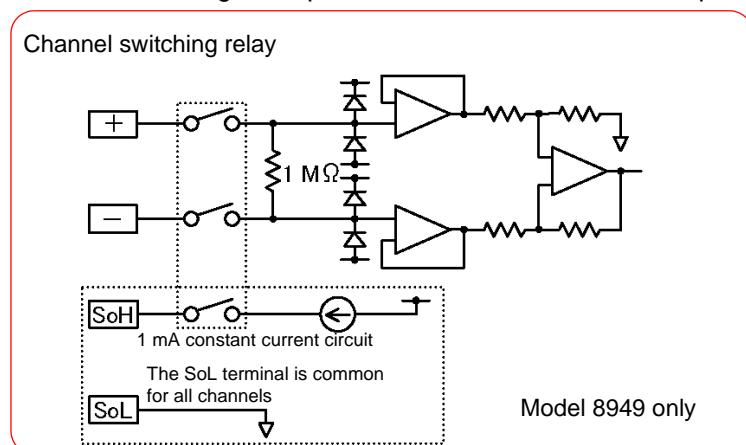 Channel switching relay
+
1 MΩ
−
SoH
1 mA constant current circuit
The SoL terminal is common
for all channels
SoL
Model 8949 only